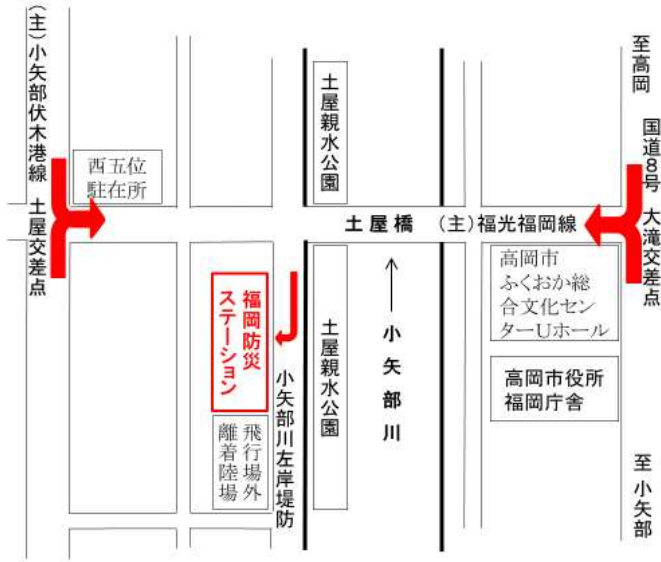 (主)小矢部伏木港線
土屋交差点
西五位
駐在所
土屋親水公園
至高岡
国道8号
大滝交差点
土屋橋
(主)福光福岡線
福岡防災
ステーション
飛行場外
離着陸場
小矢部川左岸堤防
土屋親水公園
小矢部川
高岡市
ふくおか総
合文化セン
ターUホール
高岡市役所
福岡庁舎
至 小矢部